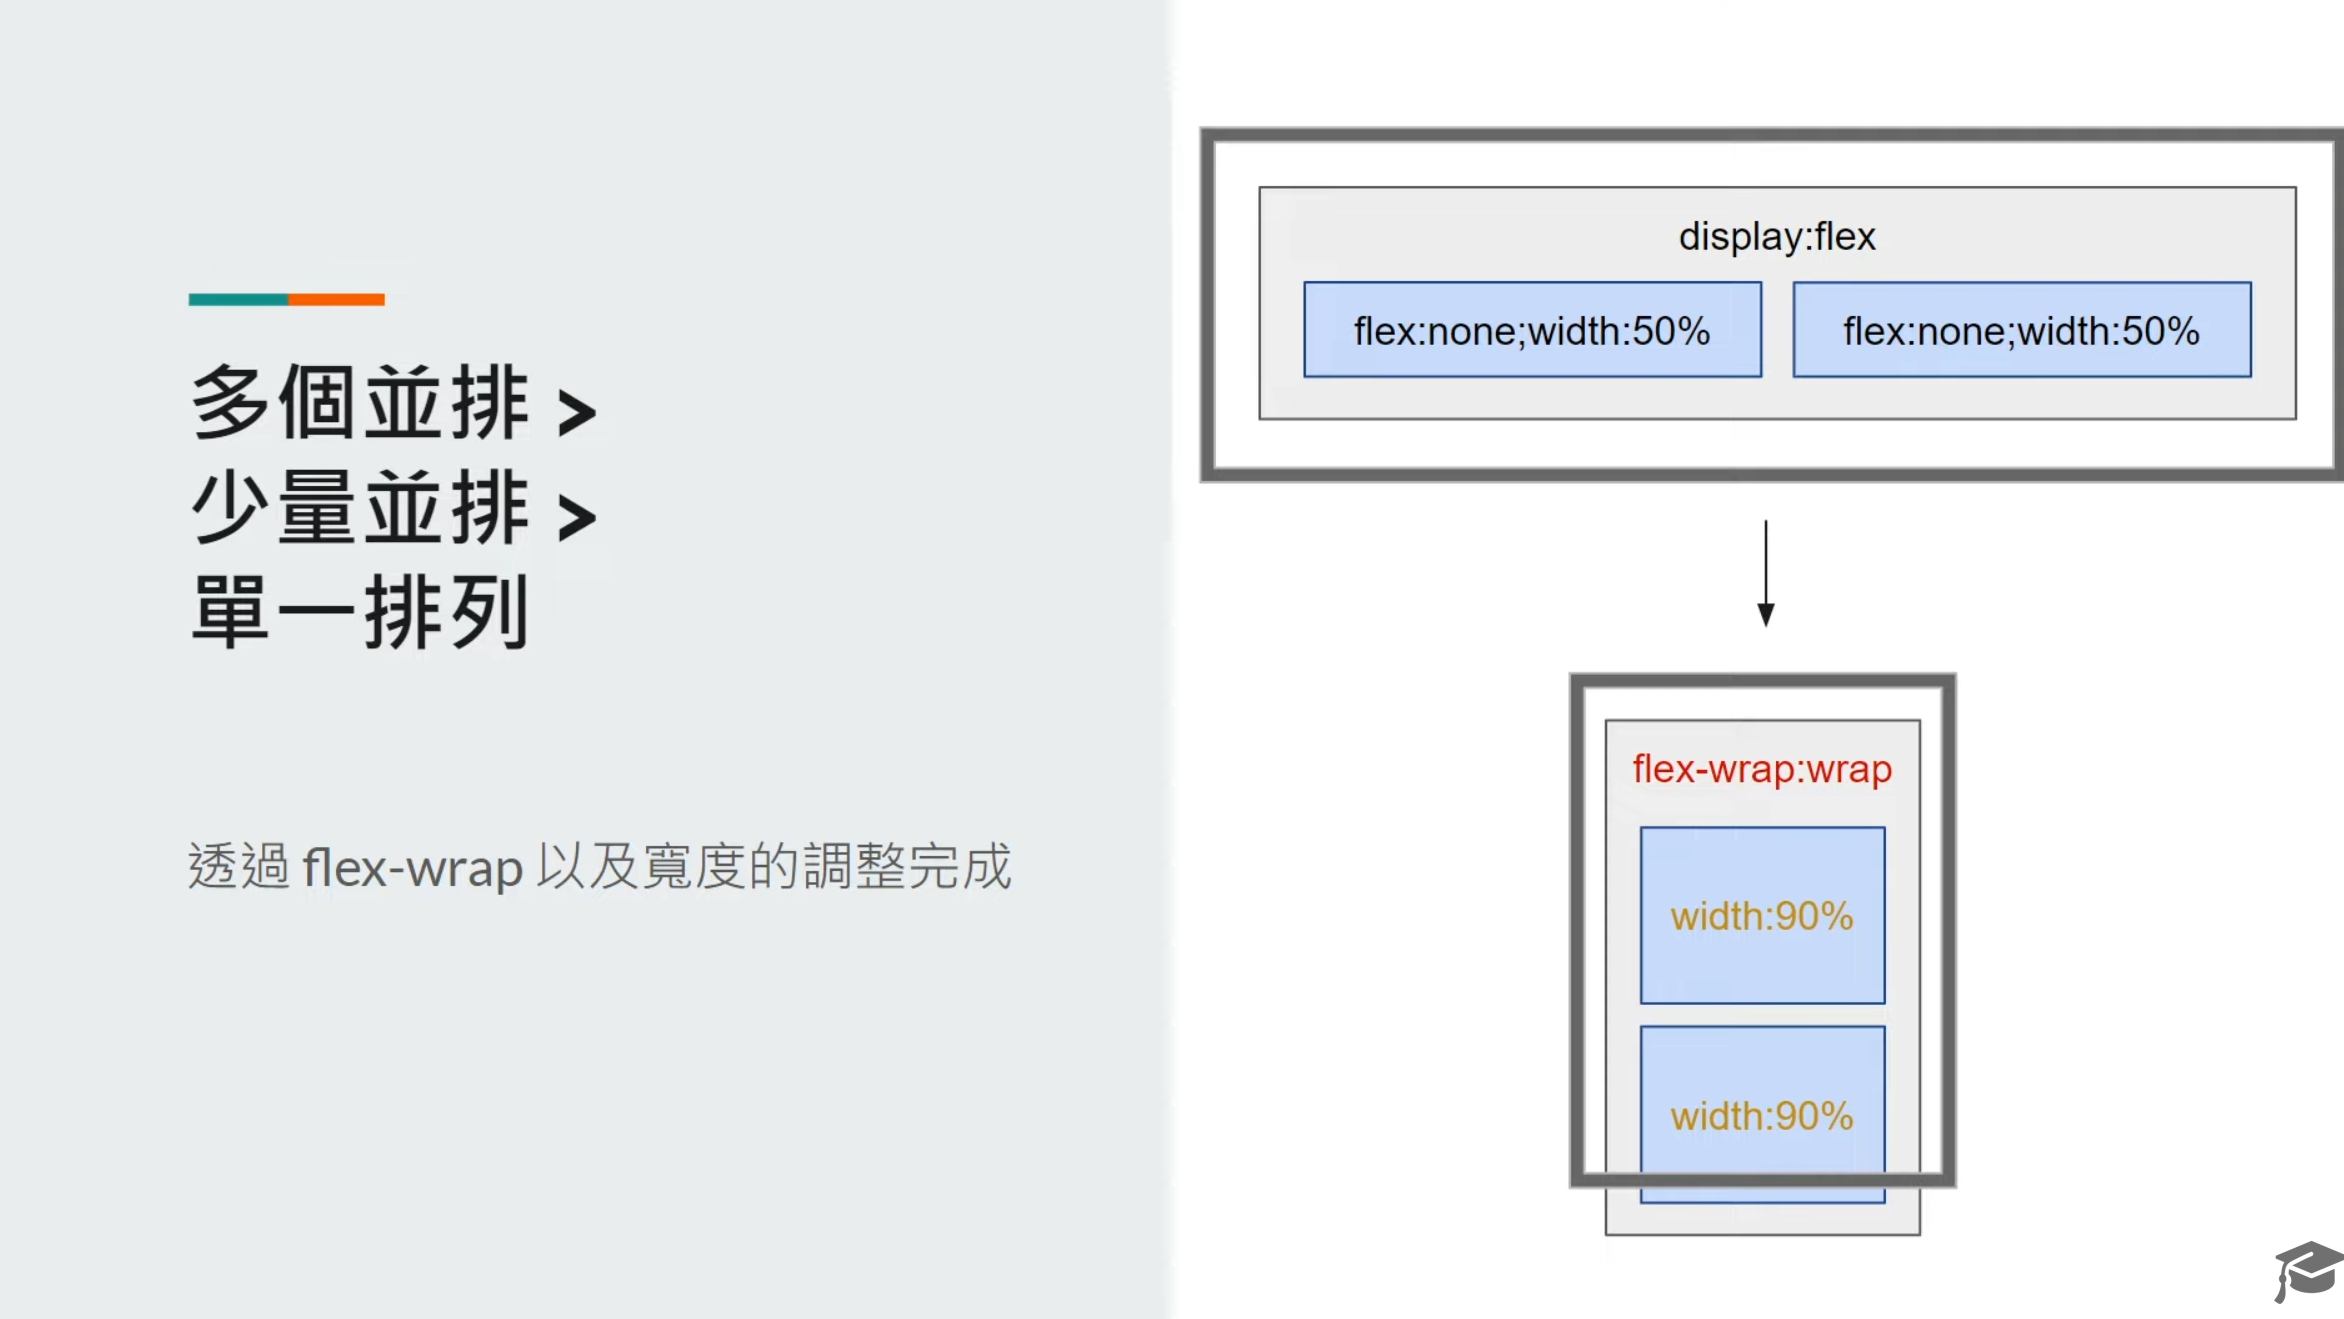 多個並排 >
少量並排 >
單一排列
透過 flex-wrap 以及寬度的調整完成
display:flex
flex:none;width:50%
flex:none;width:50%
flex-wrap:wrap
width:90%
width:90%